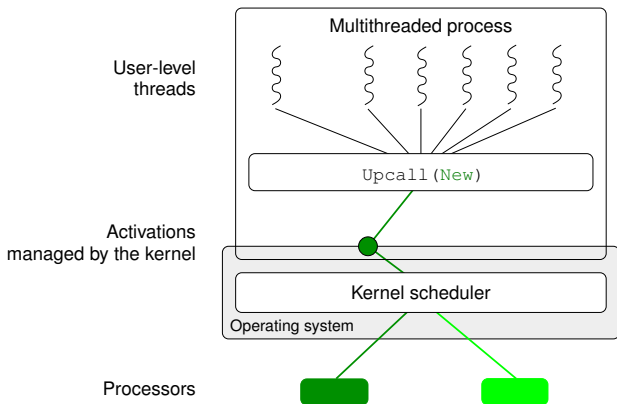 Multithreaded process
User-level
threads
Upcall(New)
Activations
managed by the kernel
Kernel scheduler
Operating system
Processors